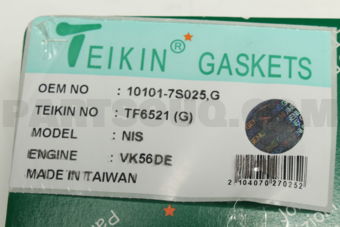 TEIKIN® GASKETS
OEM NO : 10101-7S025,G
TEIKIN NO : TF6521 (G)
MODEL : NIS
ENGINE : VK56DE
MADE IN TAIWAN
2 104070 270252